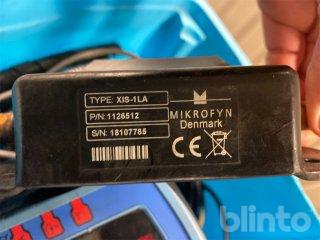 TYPE: XIS-1LA
P/N: 1126512
S/N: 18107785
MIKROFYN
Denmark
CE
blinto